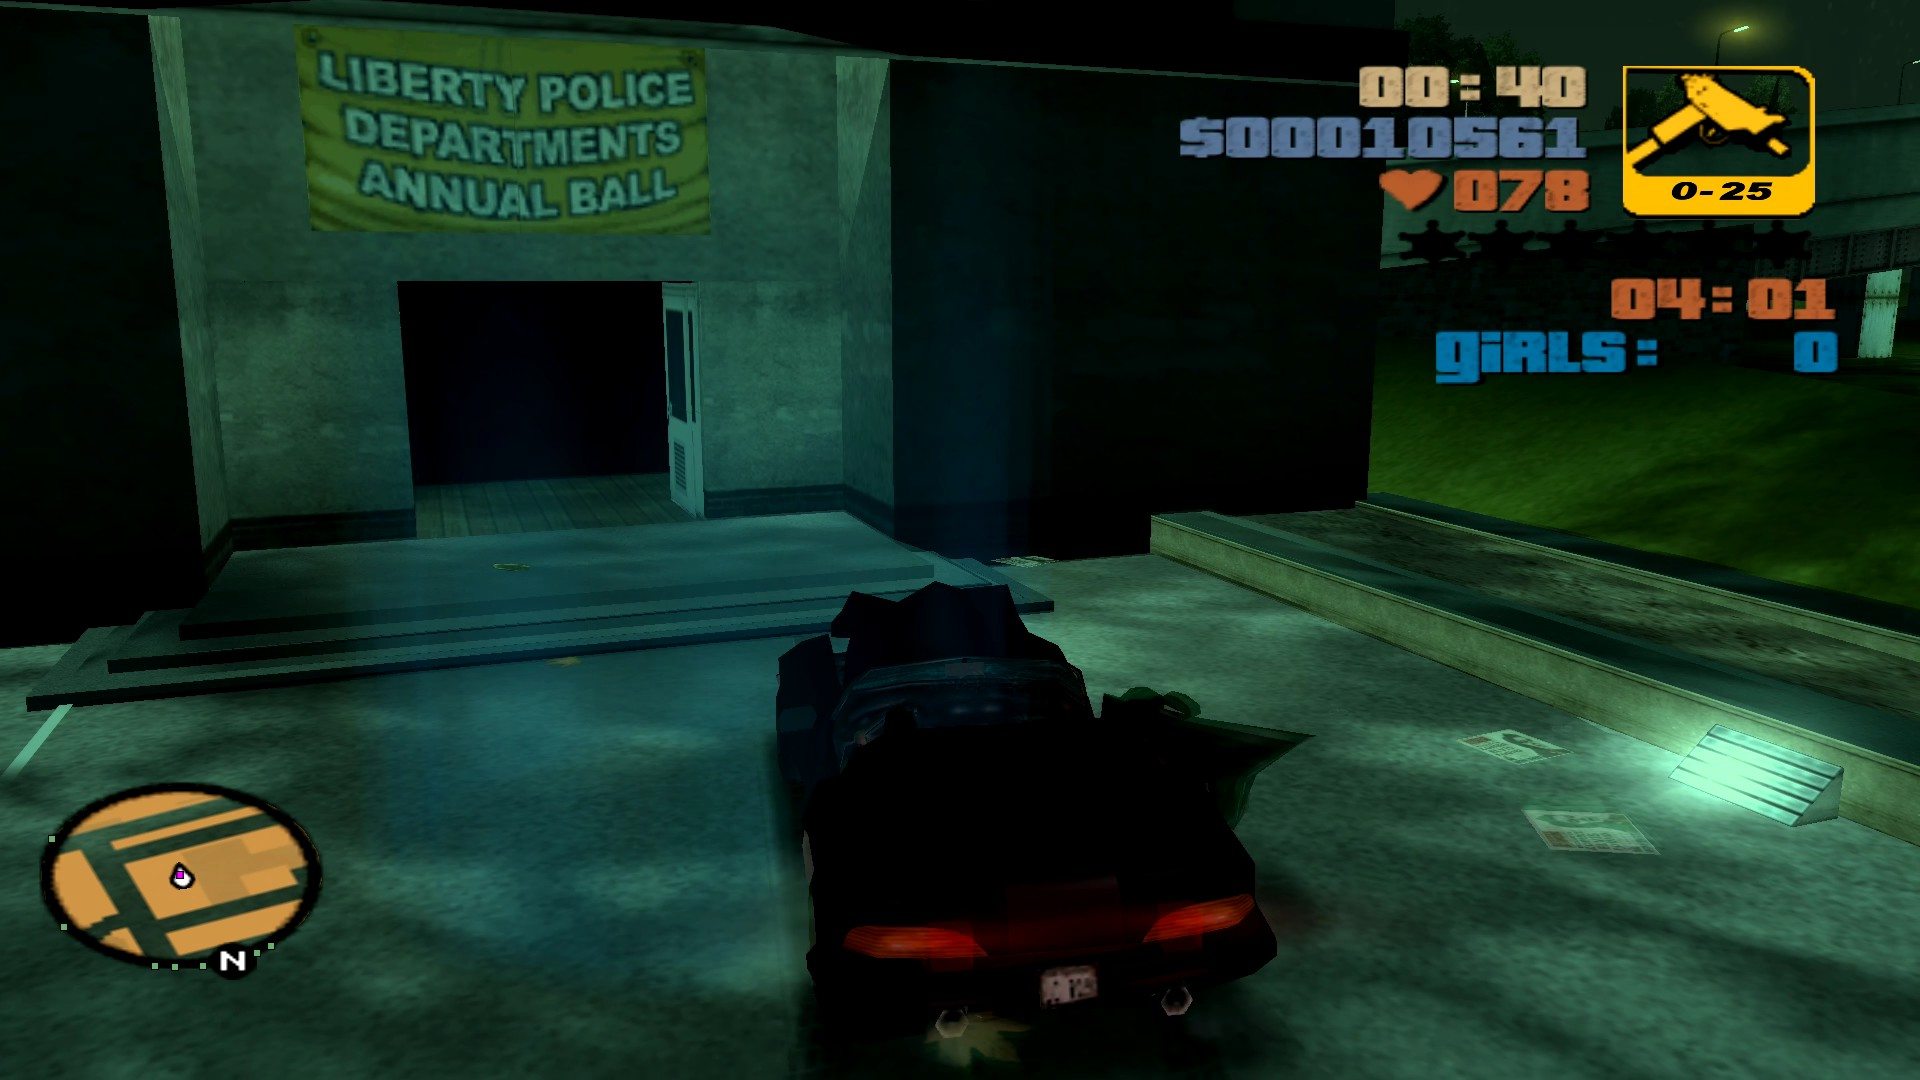 LIBERTY POLICE
DEPARTMENTS
ANNUAL BALL
00:40
$00010561
078
0-25
04:01
GiRLS: 0
N